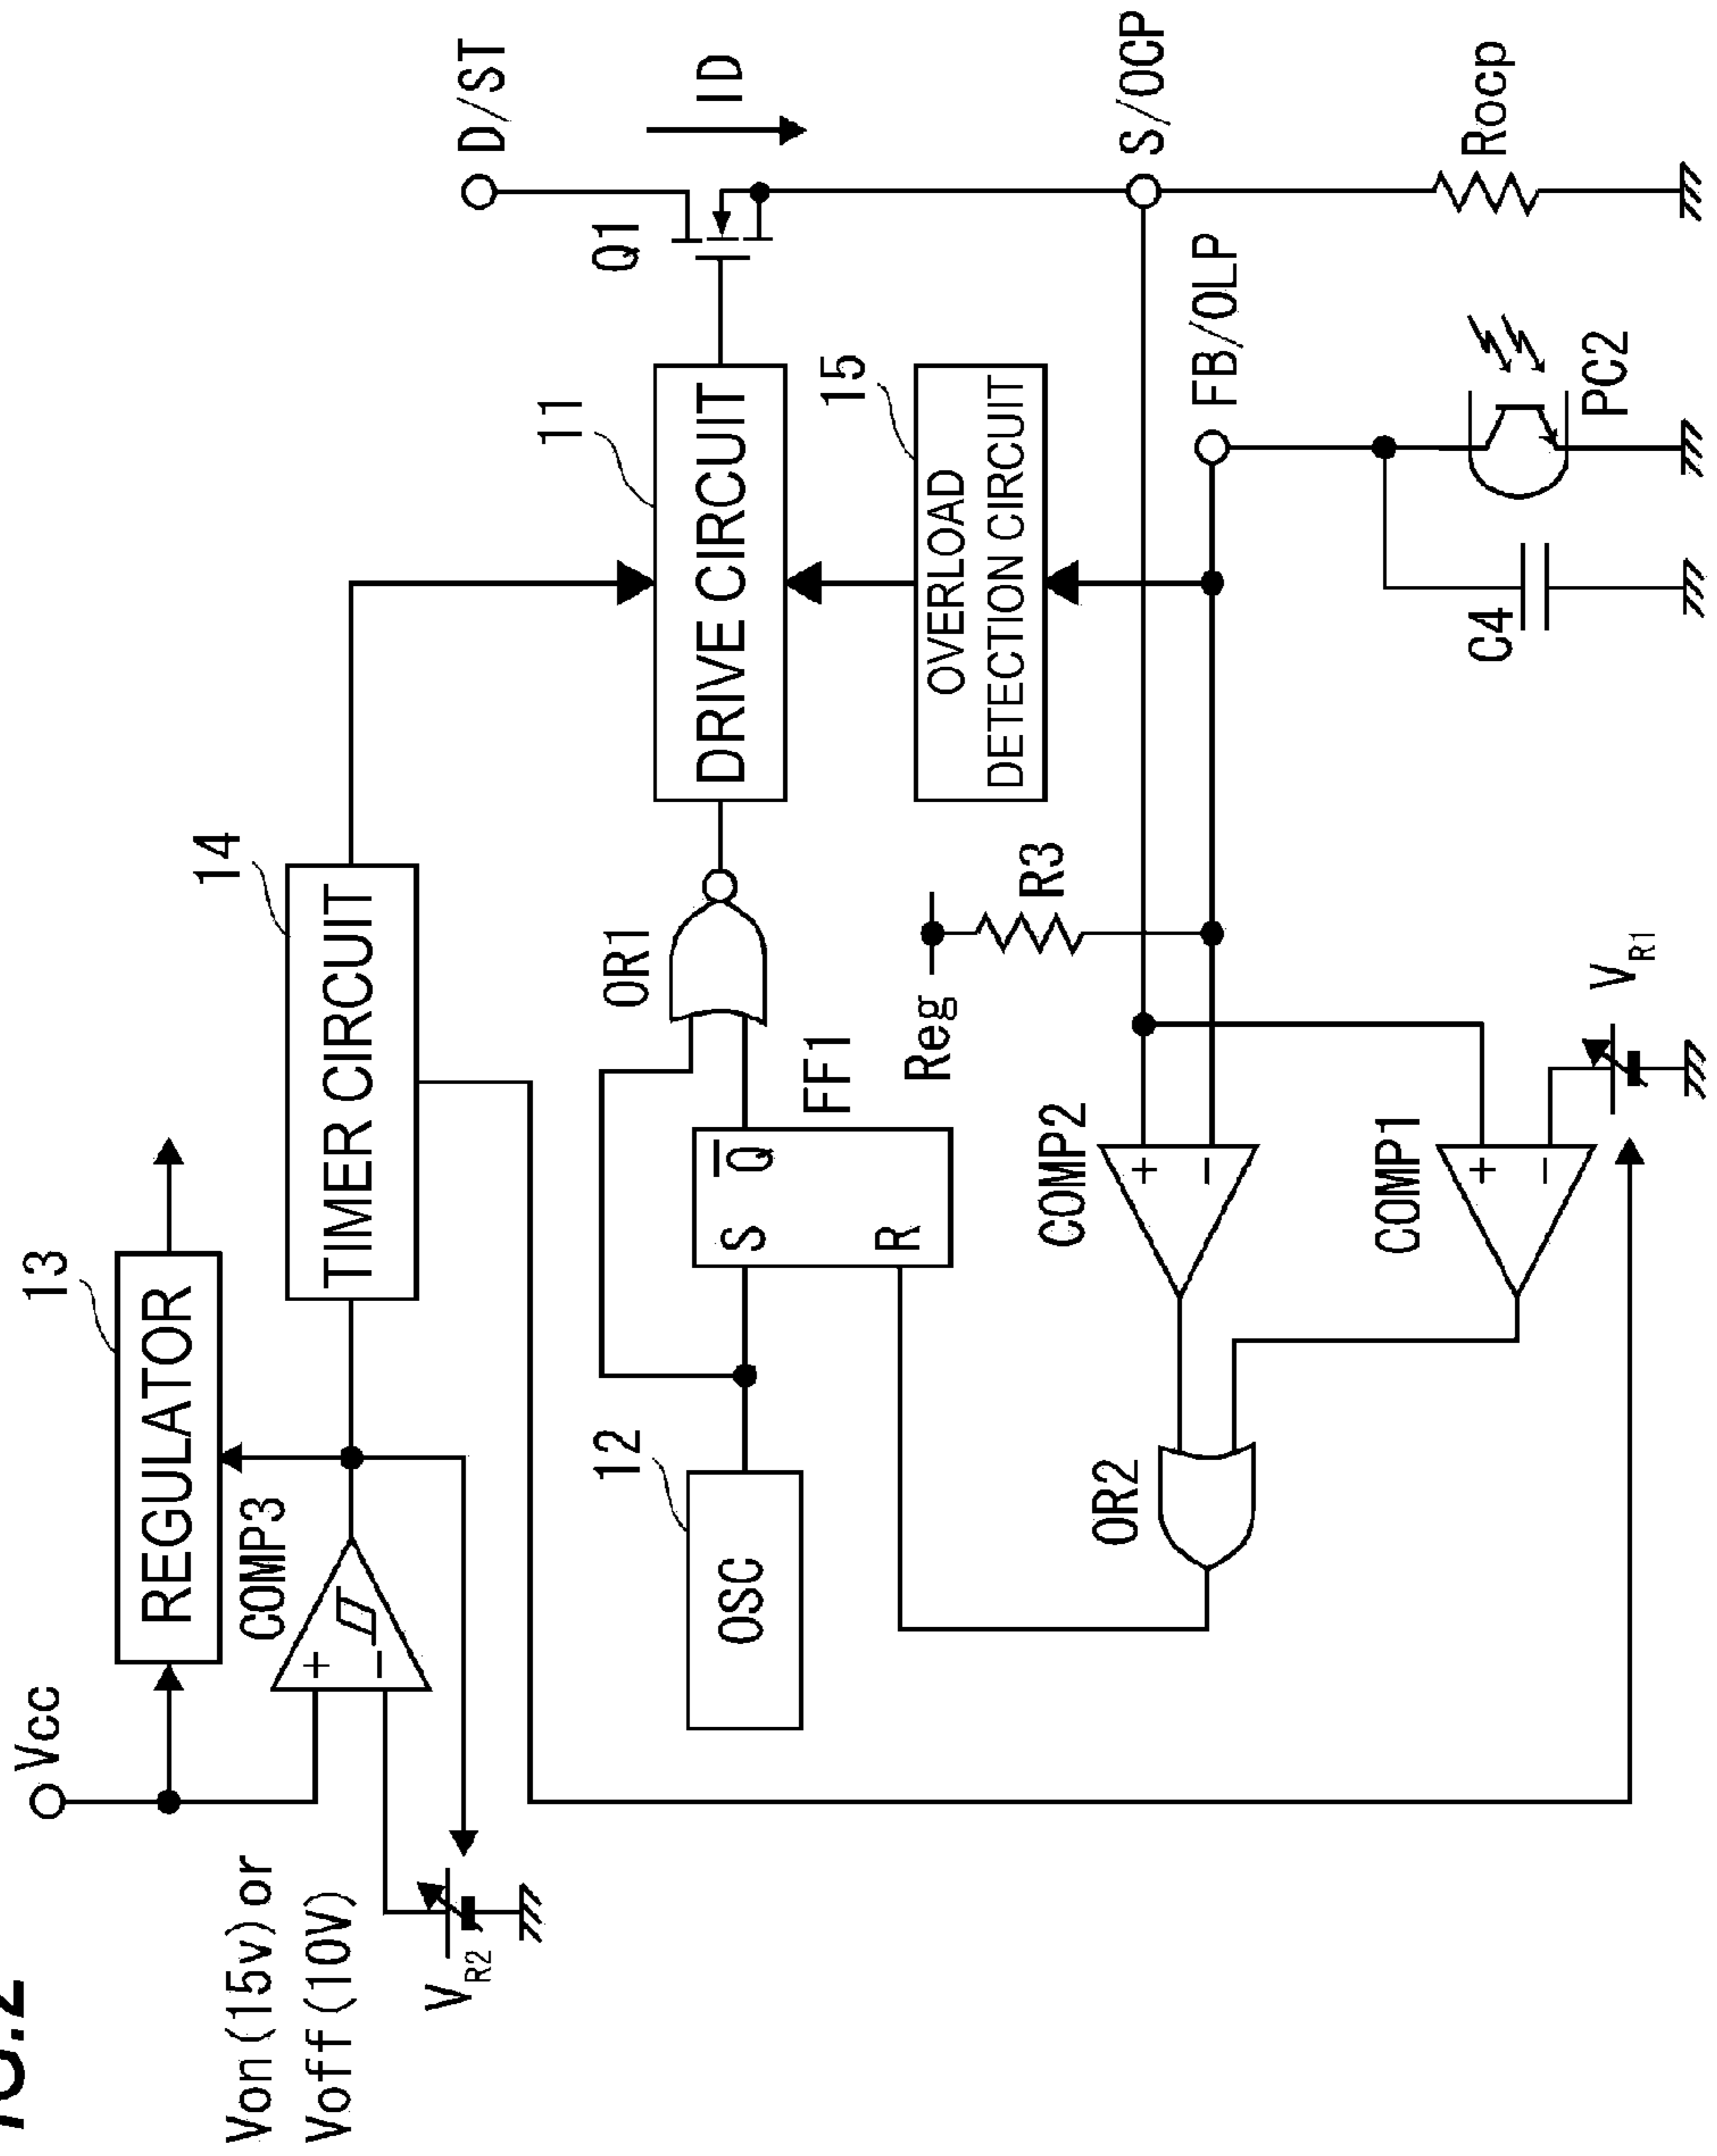 Vcc
13
REGULATOR
14
TIMER CIRCUIT
COMP3
+
-
Von(15v)or
Voff(10V)
VR2
12
OSC
S
Q
R
FF1
OR1
11
DRIVE CIRCUIT
Q1
D/ST
ID
15
OVERLOAD
DETECTION CIRCUIT
Reg
R3
OR2
COMP2
+
-
COMP1
+
-
VR1
FB/OLP
S/OCP
C4
PC2
Rocp